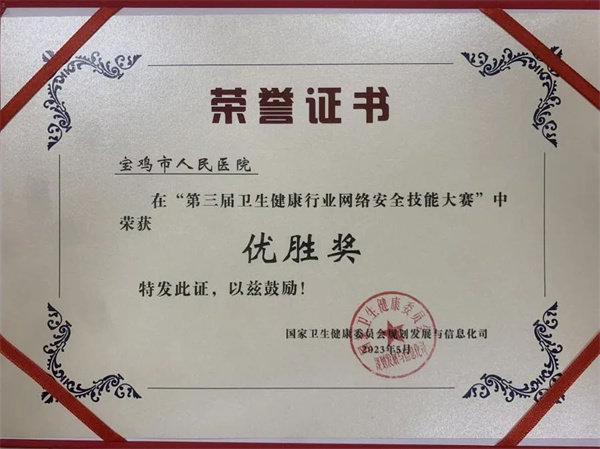 荣誉证书
宝鸡市人民医院
在“第三届卫生健康行业网络安全技能大赛”中
荣获
优胜奖
特发此证，以兹鼓励！
国家卫生健康委员会规划发展与信息化司
2023年5月